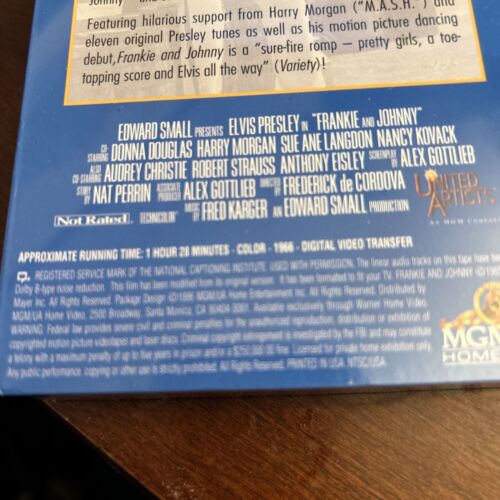 Johnny" and
Featuring hilarious support from Harry Morgan ("M.A.S.H.") and
eleven original Presley tunes as well as his motion picture dancing
debut, Frankie and Johnny is a "sure-fire romp – pretty girls, a toe-
tapping score and Elvis all the way" (Variety)!
EDWARD SMALL PRESENTS ELVIS PRESLEY IN "FRANKIE AND JOHNNY"
CO-STARRING DONNA DOUGLAS HARRY MORGAN SUE ANE LANGDON NANCY KOVACK
ALSO CO-STARRING AUDREY CHRISTIE ROBERT STRAUSS ANTHONY EISLEY SCREENPLAY BY ALEX GOTTLIEB
STORY BY NAT PERRIN ASSOCIATE PRODUCER ALEX GOTTLIEB DIRECTED BY FREDERICK de CORDOVA
Not Rated TECHNICOLOR® MUSIC BY FRED KARGER AN EDWARD SMALL PRODUCTION
UNITED ARTISTS
AN MGM COMPANY
APPROXIMATE RUNNING TIME: 1 HOUR 28 MINUTES - COLOR - 1966 - DIGITAL VIDEO TRANSFER
REGISTERED SERVICE MARK OF THE NATIONAL CAPTIONING INSTITUTE. USED WITH PERMISSION. The linear audio tracks on this tape have
Dolby B-type noise reduction. This film has been modified from its original version. It has been formatted to fit your TV. FRANKIE AND JOHNNY ©196
Mayer Inc. All Rights Reserved. Package Design ©1996 MGM/UA Home Entertainment Inc. All Rights Reserved.
MGM/UA Home Video, 2500 Broadway, Santa Monica, CA 90404-3061. Available Exclusively Through Warner Home Video.
WARNING: Federal law provides severe civil and criminal penalties for the unauthorized reproduction, distribution or exhibition of
copyrighted motion picture videotapes and laser discs. Criminal copyright infringement is investigated by the FBI and may constitute
a felony with a maximum penalty of up to five years in prison and/or a $250,000.00 fine. Licensed for private home exhibition only.
Any public performance, copying or other use is strictly prohibited. All Rights Reserved. PRINTED IN USA. NTSC/USA.
MGM
HOME